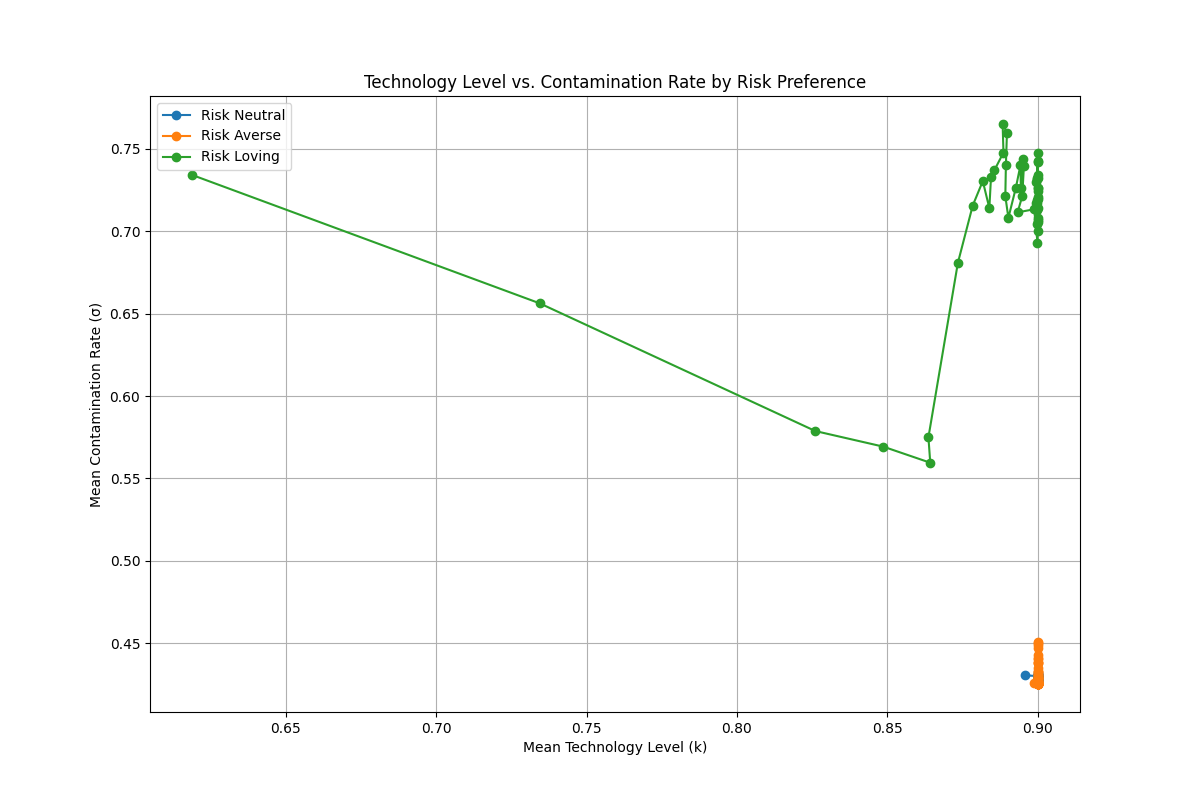 Technology Level vs. Contamination Rate by Risk Preference
Risk Neutral
Risk Averse
Risk Loving
Mean Contamination Rate (σ)
0.75
0.70
0.65
0.60
0.55
0.50
0.45
0.65
0.70
0.75
0.80
0.85
0.90
Mean Technology Level (k)